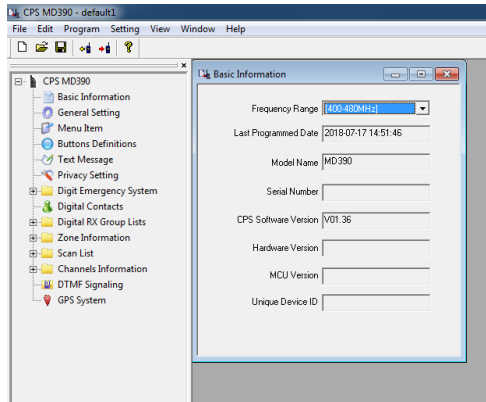 CPS MD390 - default1
File Edit Program Setting View Window Help
CPS MD390
Basic Information
General Setting
Menu Item
Buttons Definitions
Text Message
Privacy Setting
Digit Emergency System
Digital Contacts
Digital RX Group Lists
Zone Information
Scan List
Channels Information
DTMF Signaling
GPS System
Basic Information
Frequency Range [400-480MHz]
Last Programmed Date 2018-07-17 14:51:46
Model Name MD390
Serial Number
CPS Software Version V01.36
Hardware Version
MCU Version
Unique Device ID